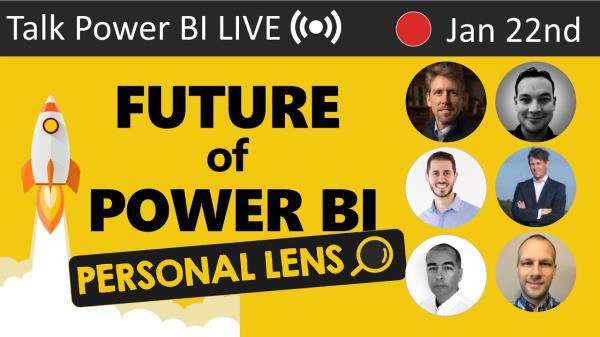 Talk Power BI LIVE
Jan 22nd
FUTURE
of
POWER BI
PERSONAL LENS